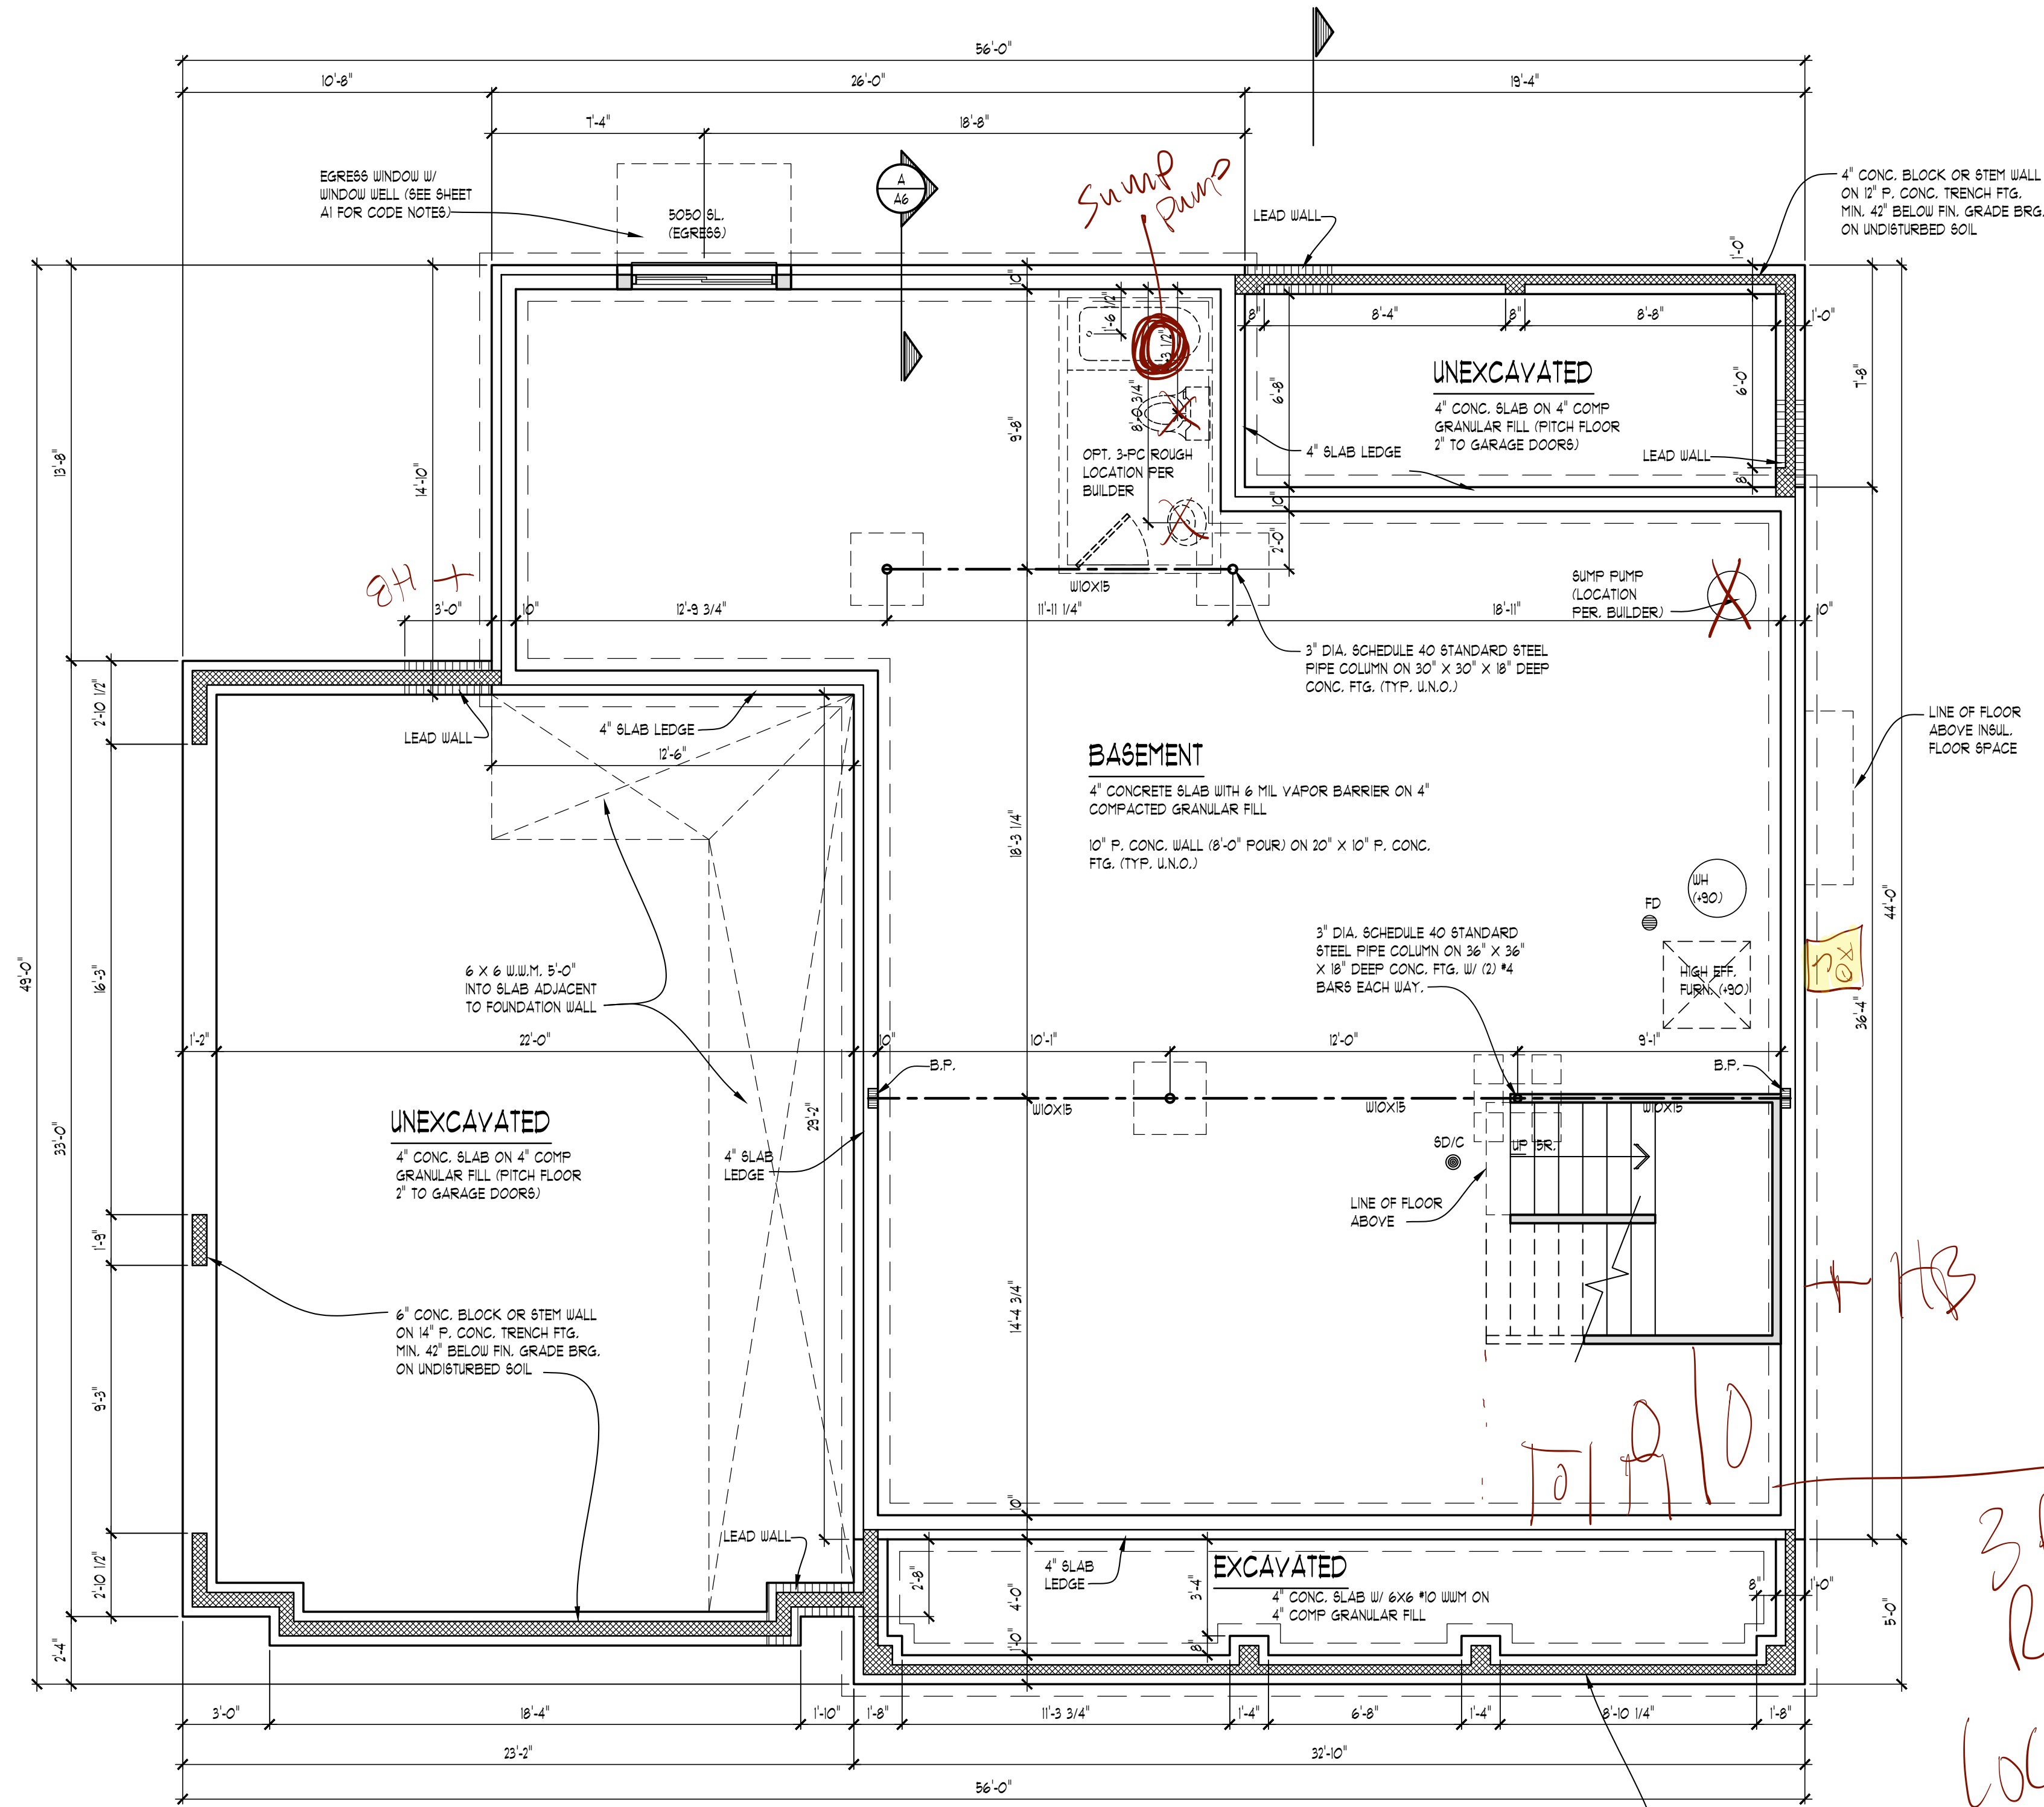 56'-0"
10'-8"
26'-0"
19'-4"
7'-4"
18'-8"
EGRESS WINDOW W/
WINDOW WELL (SEE SHEET
A1 FOR CODE NOTES)
5050 SL.
(EGRESS)
A
A6
Sump
pump
LEAD WALL
4" CONC. BLOCK OR STEM WALL
ON 12" P. CONC. TRENCH FTG.
MIN. 42" BELOW FIN. GRADE BRG.
ON UNDISTURBED SOIL
1'-0"
10"
1'-6 1/2"
8"
8'-4"
8"
8'-8"
1'-0"
UNEXCAVATED
4" CONC. SLAB ON 4" COMP
GRANULAR FILL (PITCH FLOOR
2" TO GARAGE DOORS)
6'-8"
6'-0"
7'-8"
8'-0 3/4"
9'-8"
13'-8"
14'-10"
OPT. 3-PC ROUGH
LOCATION PER
BUILDER
4" SLAB LEDGE
LEAD WALL
8"
10"
2'-0"
W10X15
HB
3'-0"
10"
12'-9 3/4"
11'-11 1/4"
18'-11"
10"
SUMP PUMP
(LOCATION
PER. BUILDER)
3" DIA. SCHEDULE 40 STANDARD STEEL
PIPE COLUMN ON 30" X 30" X 18" DEEP
CONC. FTG. (TYP. U.N.O.)
2'-10 1/2"
LEAD WALL
4" SLAB LEDGE
12'-6"
LINE OF FLOOR
ABOVE INSUL.
FLOOR SPACE
BASEMENT
4" CONCRETE SLAB WITH 6 MIL VAPOR BARRIER ON 4"
COMPACTED GRANULAR FILL
10" P. CONC. WALL (8'-0" POUR) ON 20" X 10" P. CONC.
FTG. (TYP. U.N.O.)
18'-3 1/4"
WH
(+90)
FD
HIGH EFF.
FURN. (+90)
44'-0"
36'-4"
49'-0"
16'-3"
6 X 6 W.W.M. 5'-0"
INTO SLAB ADJACENT
TO FOUNDATION WALL
3" DIA. SCHEDULE 40 STANDARD
STEEL PIPE COLUMN ON 36" X 36"
X 18" DEEP CONC. FTG. W/ (2) #4
BARS EACH WAY.
1'-2"
22'-0"
10"
10'-1"
12'-0"
9'-1"
B.P.
B.P.
W10X15
W10X15
W10X15
29'-2"
33'-0"
UNEXCAVATED
4" CONC. SLAB ON 4" COMP
GRANULAR FILL (PITCH FLOOR
2" TO GARAGE DOORS)
4" SLAB
LEDGE
SD/C
UP 5R.
LINE OF FLOOR
ABOVE
1'-9"
HB
6" CONC. BLOCK OR STEM WALL
ON 14" P. CONC. TRENCH FTG.
MIN. 42" BELOW FIN. GRADE BRG.
ON UNDISTURBED SOIL
14'-4 3/4"
9'-3"
10"
LEAD WALL
2'-10 1/2"
2'-4"
2'-8"
4'-0"
1'-0"
4" SLAB
LEDGE
3'-4"
8"
EXCAVATED
4" CONC. SLAB W/ 6X6 #10 WWM ON
4" COMP GRANULAR FILL
8"
1'-0"
5'-0"
3'-0"
18'-4"
1'-10"
1'-8"
11'-3 3/4"
1'-4"
6'-8"
1'-4"
8'-10 1/4"
1'-8"
23'-2"
32'-10"
56'-0"